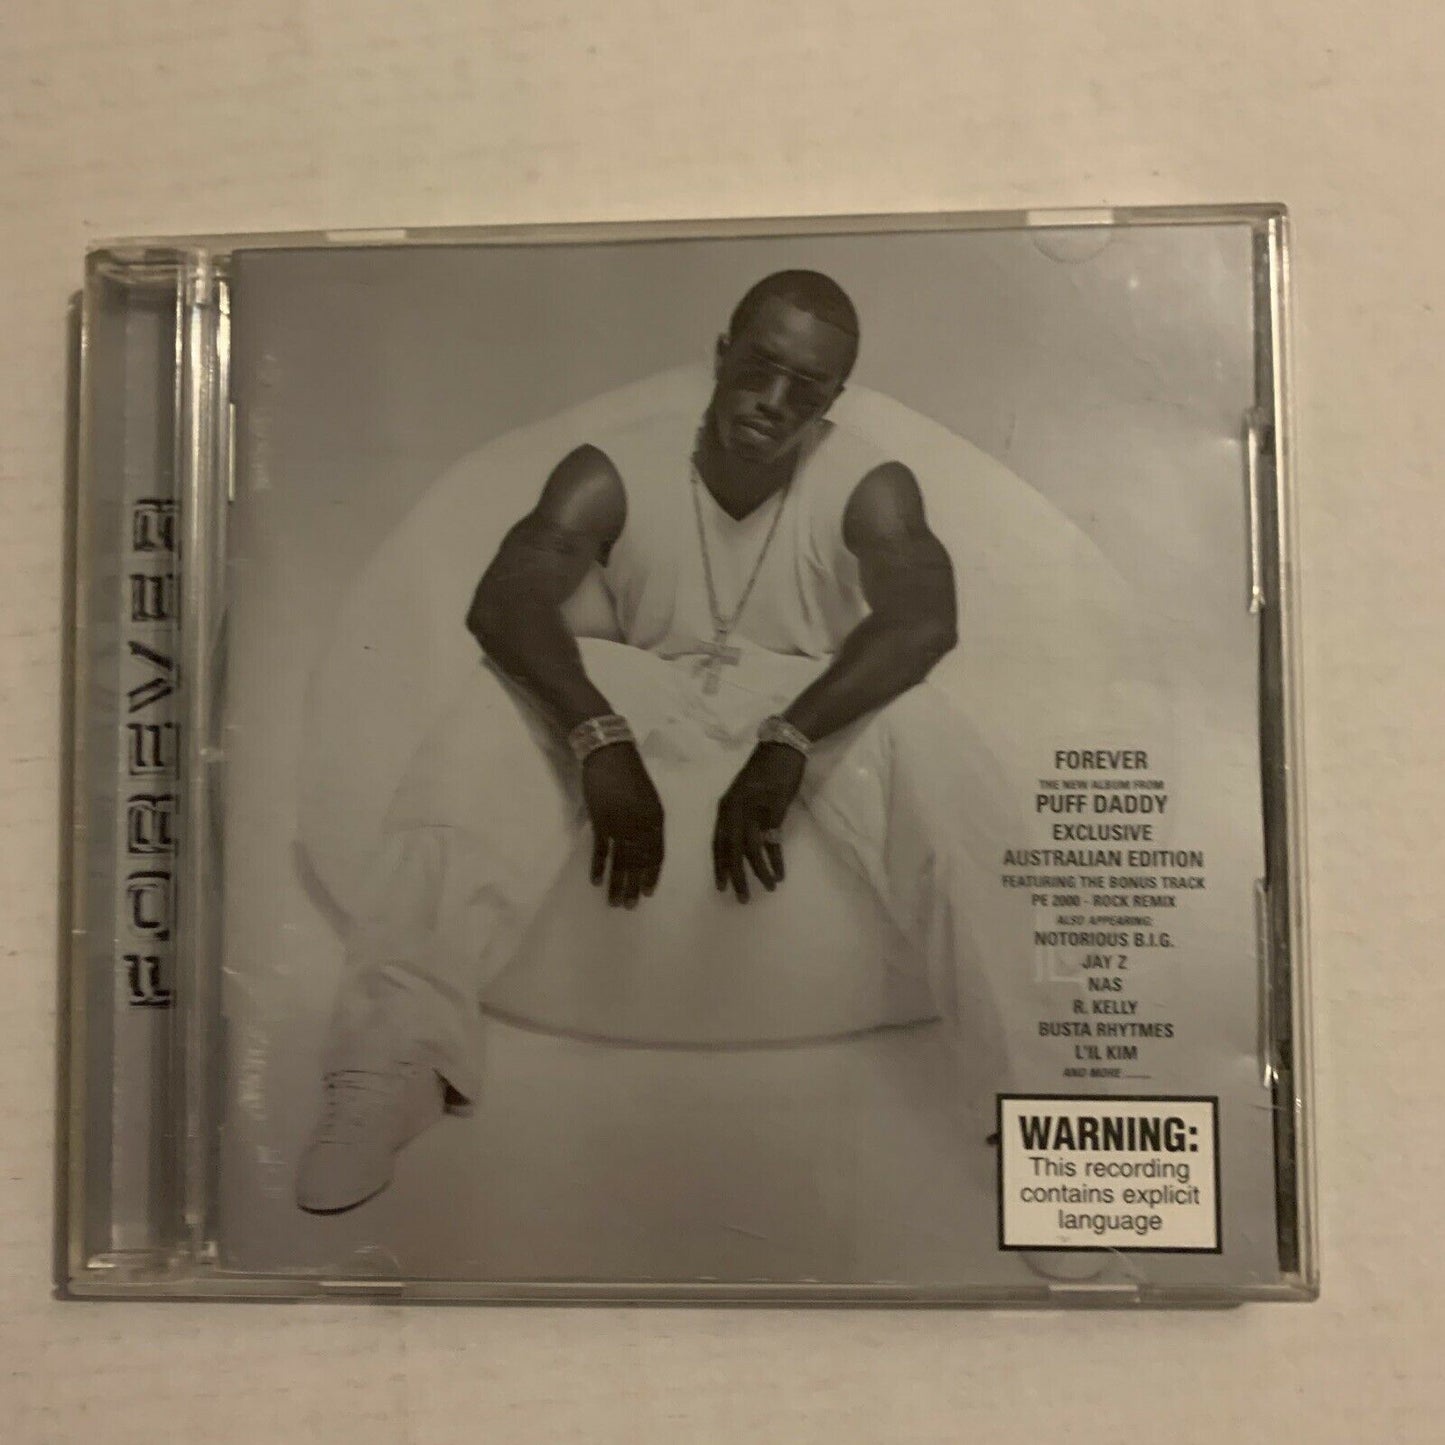 FOREVER
FOREVER
THE NEW ALBUM FROM
PUFF DADDY
EXCLUSIVE
AUSTRALIAN EDITION
FEATURING THE BONUS TRACK
PE 2000 - ROCK REMIX
ALSO APPEARING:
NOTORIOUS B.I.G.
JAY Z
NAS
R. KELLY
BUSTA RHYTMES
L'IL KIM
AND MORE ........
WARNING:
This recording
contains explicit
language